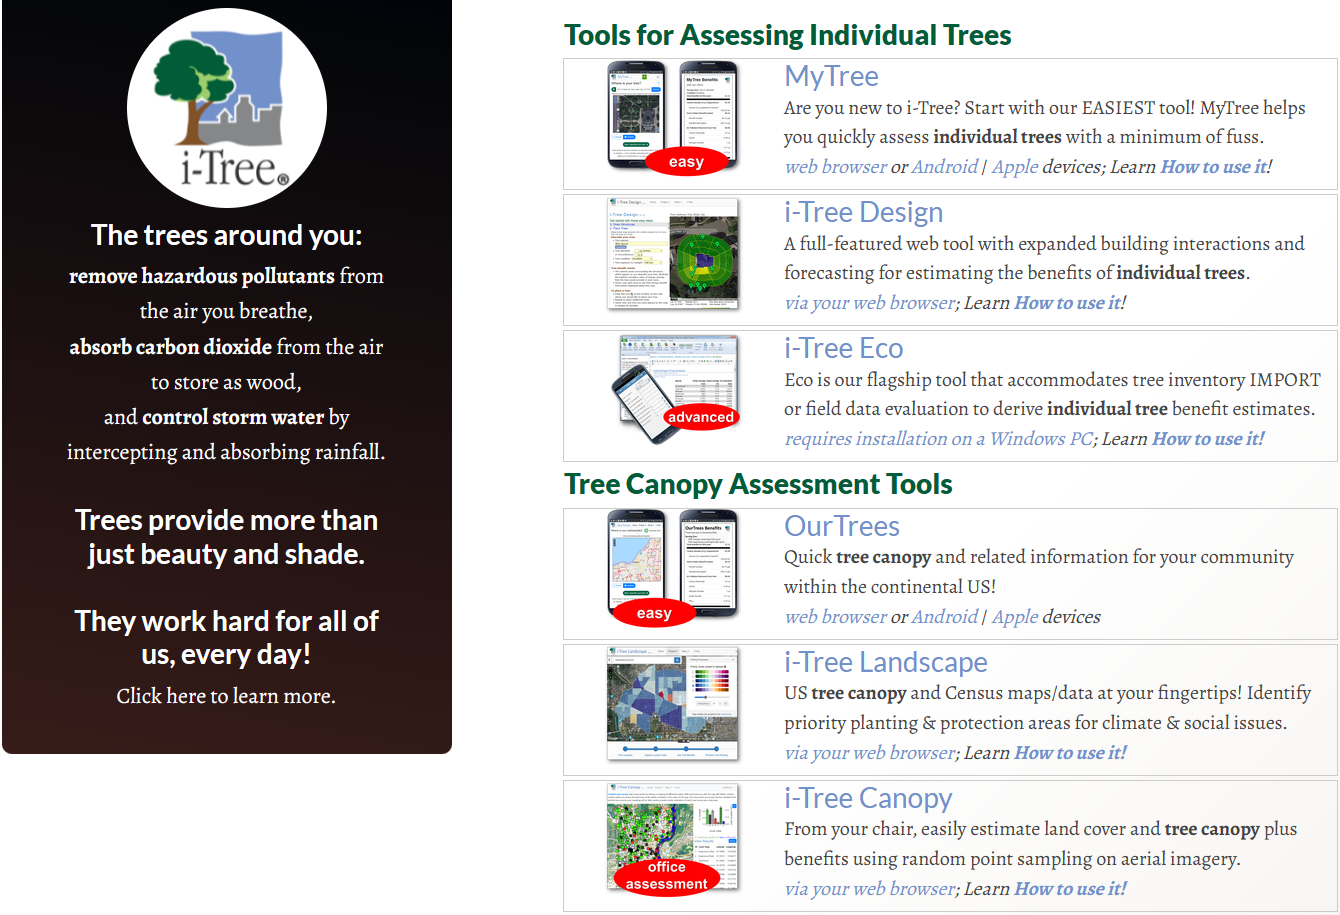 i-Tree®
The trees around you:
remove hazardous pollutants from
the air you breathe,
absorb carbon dioxide from the air
to store as wood,
and control storm water by
intercepting and absorbing rainfall.
Trees provide more than
just beauty and shade.
They work hard for all of
us, every day!
Click here to learn more.
Tools for Assessing Individual Trees
easy
MyTree
Are you new to i-Tree? Start with our EASIEST tool! MyTree helps
you quickly assess individual trees with a minimum of fuss.
web browser or Android | Apple devices; Learn How to use it!
i-Tree Design
A full-featured web tool with expanded building interactions and
forecasting for estimating the benefits of individual trees.
via your web browser; Learn How to use it!
advanced
i-Tree Eco
Eco is our flagship tool that accommodates tree inventory IMPORT
or field data evaluation to derive individual tree benefit estimates.
requires installation on a Windows PC; Learn How to use it!
Tree Canopy Assessment Tools
easy
OurTrees
Quick tree canopy and related information for your community
within the continental US!
web browser or Android | Apple devices
i-Tree Landscape
US tree canopy and Census maps/data at your fingertips! Identify
priority planting & protection areas for climate & social issues.
via your web browser; Learn How to use it!
office
assessment
i-Tree Canopy
From your chair, easily estimate land cover and tree canopy plus
benefits using random point sampling on aerial imagery.
via your web browser; Learn How to use it!